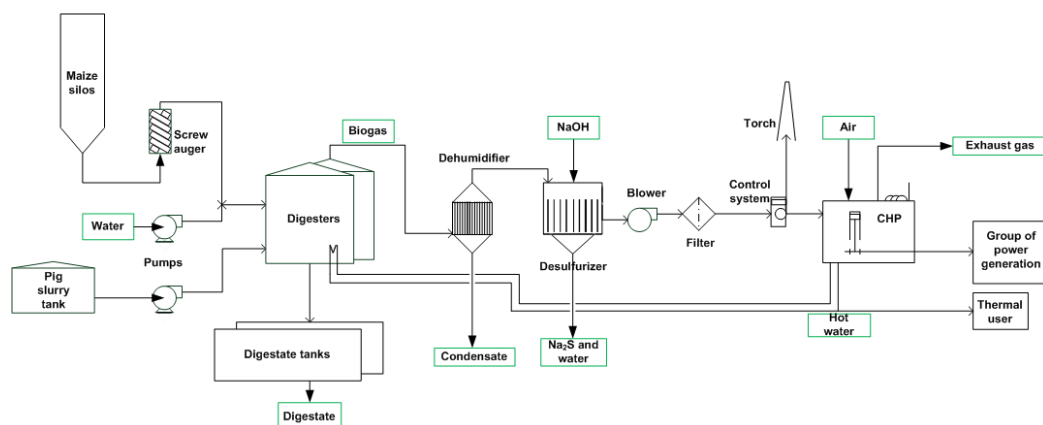 Maize
silos
Screw
auger
Biogas
NaOH
Torch
Air
Exhaust gas
Dehumidifier
Blower
Control
system
CHP
Digesters
Water
Filter
Group of
power
generation
Pumps
Desulfurizer
Pig
slurry
tank
Thermal
user
Hot
water
Digestate tanks
Condensate
Na₂S and
water
Digestate